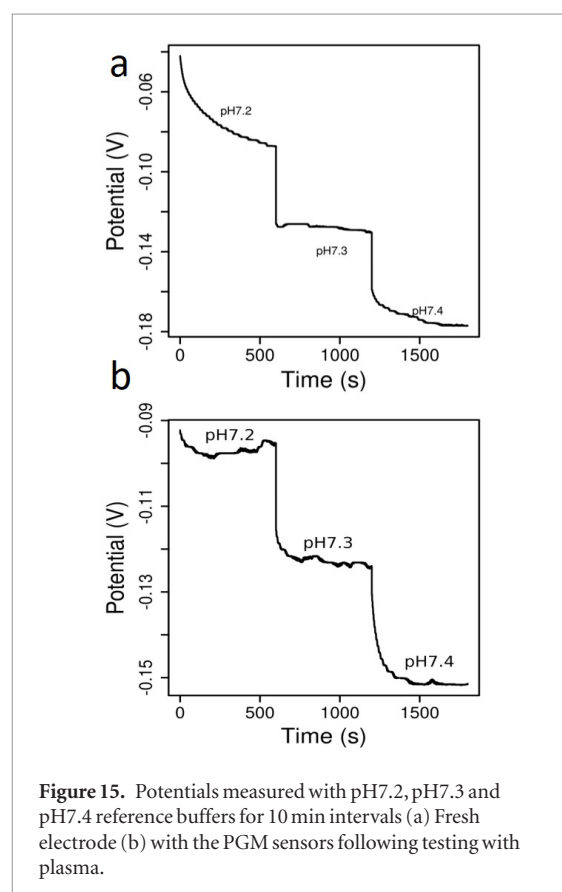 a
-0.06
-0.10
-0.14
-0.18
Potential (V)
pH7.2
pH7.3
pH7.4
0
500
1000
1500
Time (s)
b
-0.09
-0.11
-0.13
-0.15
Potential (V)
pH7.2
pH7.3
pH7.4
0
500
1000
1500
Time (s)
Figure 15. Potentials measured with pH7.2, pH7.3 and
pH7.4 reference buffers for 10 min intervals (a) Fresh
electrode (b) with the PGM sensors following testing with
plasma.